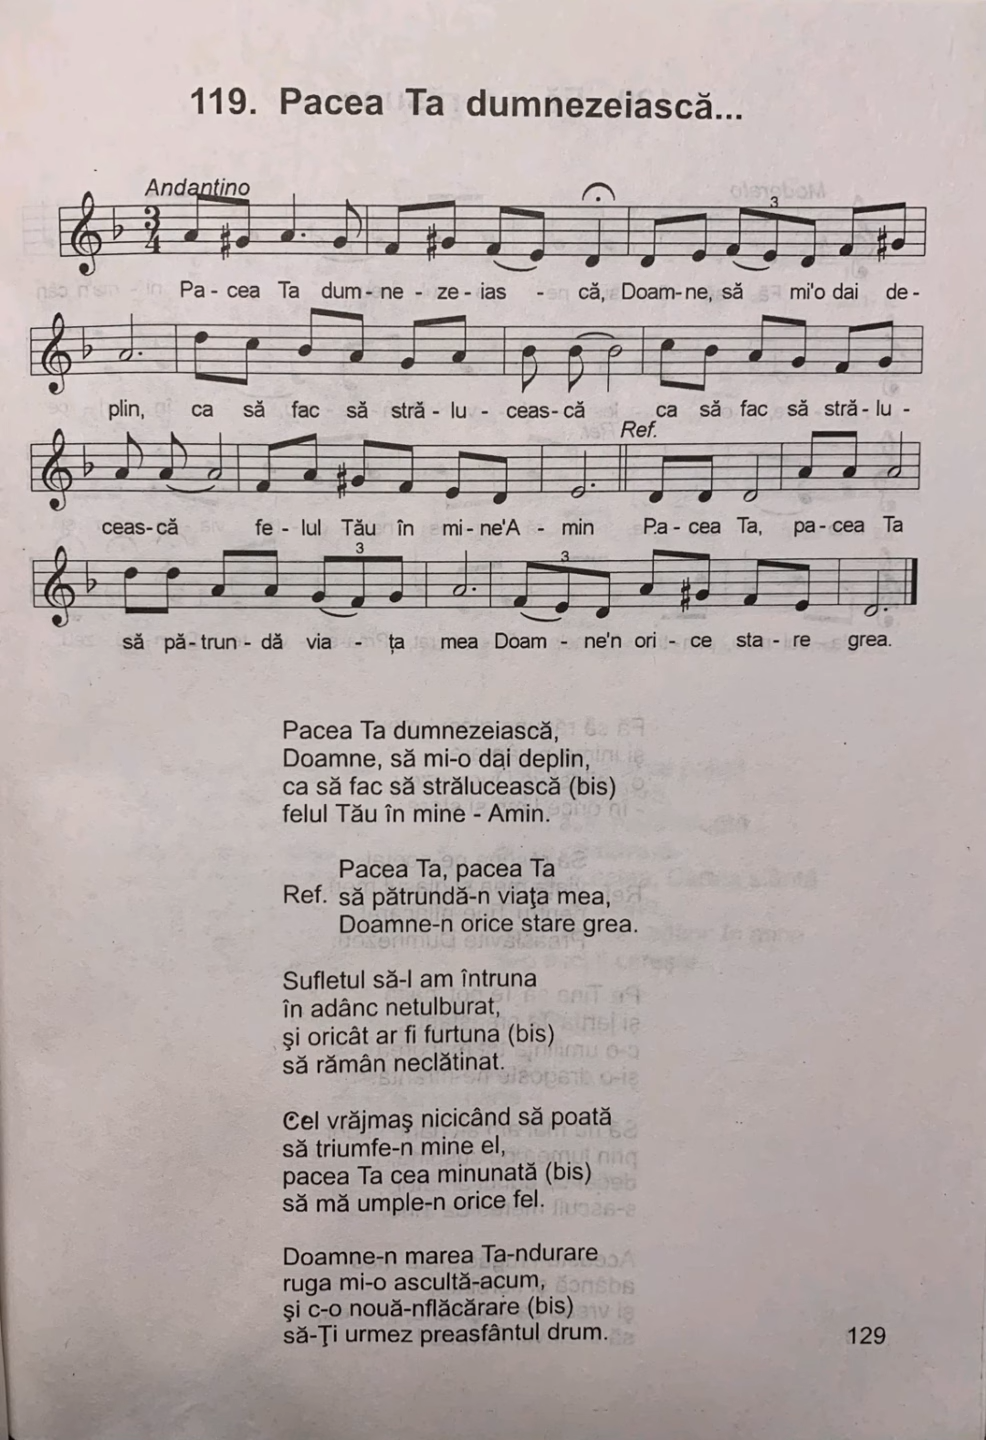 119. Pacea Ta dumnezeiască...
Andantino
3
4
3
Pa - cea Ta dum - ne - ze - ias - că, Doam-ne, să mi'o dai de -
plin, ca să fac să stră - lu - ceas - că ca să fac să stră - lu -
Ref.
ceas - că fe - lul Tău în mi - ne'A - min Pa - cea Ta, pa - cea Ta
3
3
să pă - trun - dă via - ța mea Doam - ne'n ori - ce sta - re grea.
Pacea Ta dumnezeiască,
Doamne, să mi-o dai deplin,
ca să fac să strălucească (bis)
felul Tău în mine - Amin.
Pacea Ta, pacea Ta
Ref. să pătrundă-n viaţa mea,
Doamne-n orice stare grea.
Sufletul să-l am întruna
în adânc netulburat,
şi oricât ar fi furtuna (bis)
să rămân neclătinat.
Cel vrăjmaş nicicând să poată
să triumfe-n mine el,
pacea Ta cea minunată (bis)
să mă umple-n orice fel.
Doamne-n marea Ta-ndurare
ruga mi-o ascultă-acum,
şi c-o nouă-nflăcărare (bis)
să-Ţi urmez preasfântul drum.
129